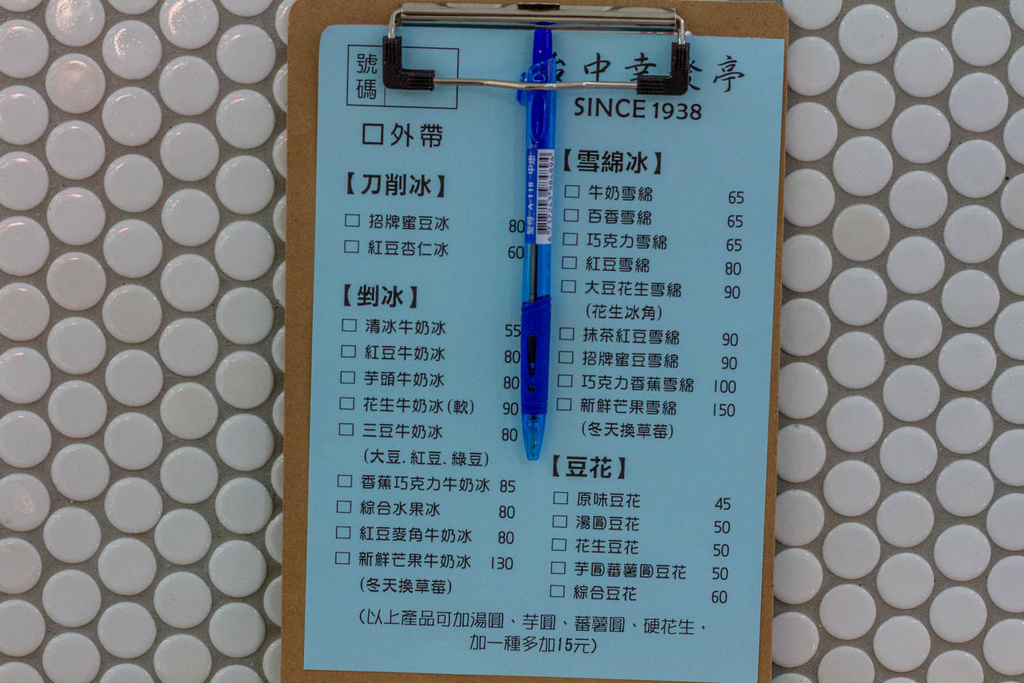 號碼
中幸 亭
SINCE 1938
□外帶
【刀削冰】
□ 招牌蜜豆冰 80
□ 紅豆杏仁冰 60
【剉冰】
□ 清冰牛奶冰 55
□ 紅豆牛奶冰 80
□ 芋頭牛奶冰 80
□ 花生牛奶冰(軟) 90
□ 三豆牛奶冰 80
(大豆.紅豆.綠豆)
□ 香蕉巧克力牛奶冰 85
□ 綜合水果冰 80
□ 紅豆麥角牛奶冰 80
□ 新鮮芒果牛奶冰 130
(冬天換草莓)
【雪綿冰】
□ 牛奶雪綿 65
□ 百香雪綿 65
□ 巧克力雪綿 65
□ 紅豆雪綿 80
□ 大豆花生雪綿 90
(花生冰角)
□ 抹茶紅豆雪綿 90
□ 招牌蜜豆雪綿 90
□ 巧克力香蕉雪綿 100
□ 新鮮芒果雪綿 150
(冬天換草莓)
【豆花】
□ 原味豆花 45
□ 湯圓豆花 50
□ 花生豆花 50
□ 芋圓蕃薯圓豆花 50
□ 綜合豆花 60
(以上產品可加湯圓、芋圓、蕃薯圓、硬花生，
加一種多加15元)